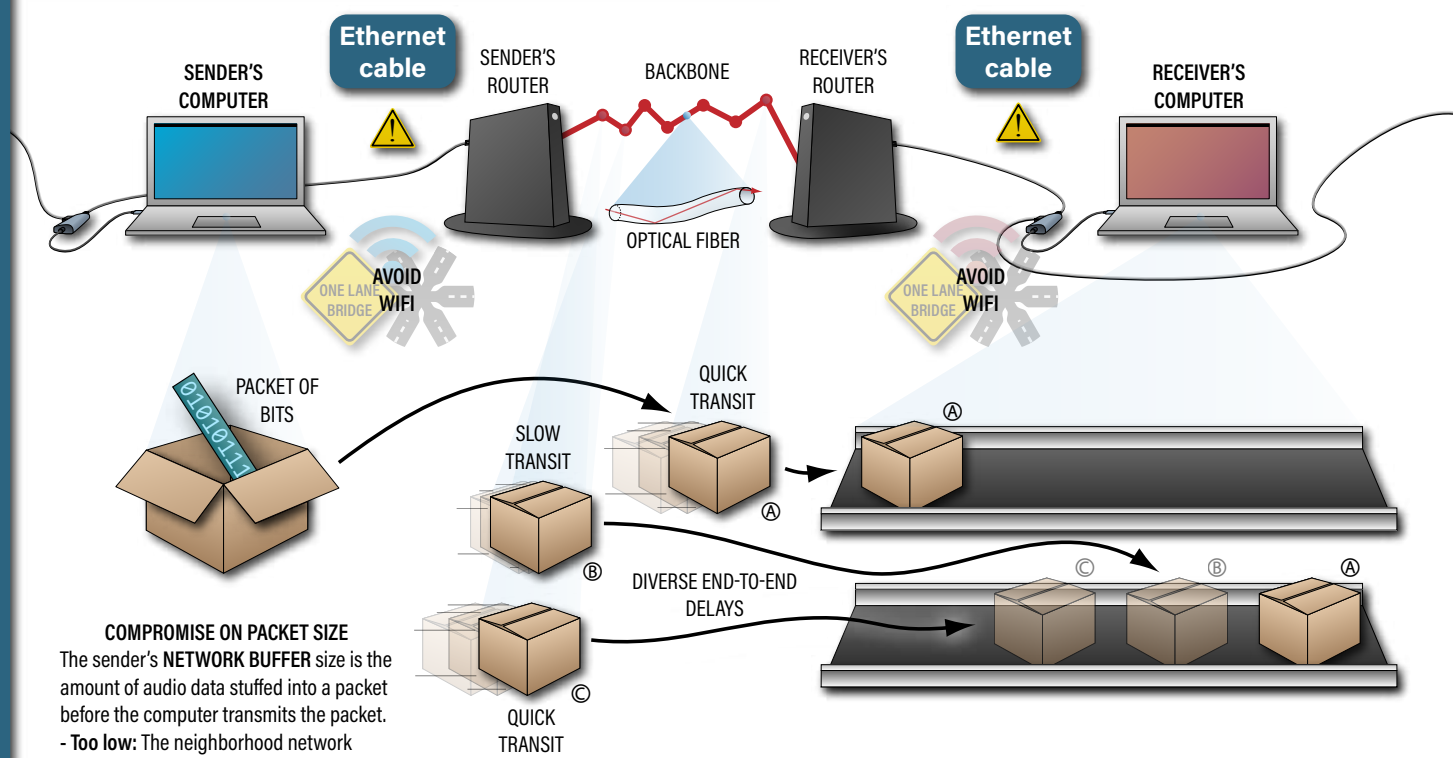 Ethernet
cable
SENDER'S
COMPUTER
SENDER'S
ROUTER
BACKBONE
RECEIVER'S
ROUTER
Ethernet
cable
RECEIVER'S
COMPUTER
OPTICAL FIBER
ONE LANE
BRIDGE
AVOID
WIFI
ONE LANE
BRIDGE
AVOID
WIFI
PACKET OF
BITS
01010111
QUICK
TRANSIT
Ⓐ
Ⓐ
SLOW
TRANSIT
Ⓑ
DIVERSE END-TO-END
DELAYS
Ⓒ
Ⓑ
Ⓐ
Ⓒ
QUICK
TRANSIT
COMPROMISE ON PACKET SIZE
The sender's NETWORK BUFFER size is the
amount of audio data stuffed into a packet
before the computer transmits the packet.
- Too low: The neighborhood network